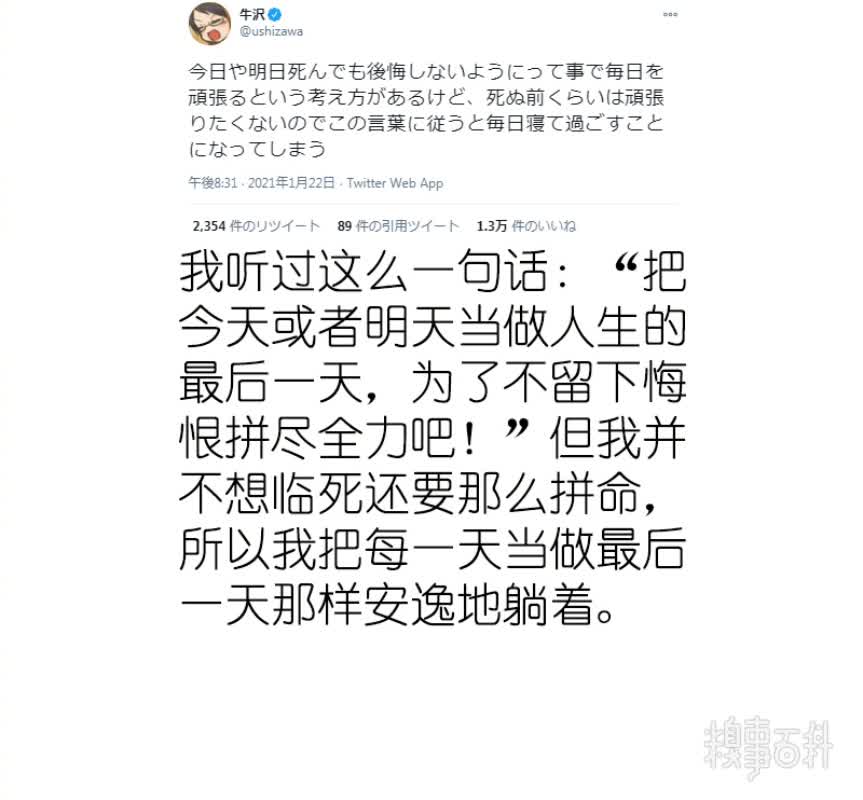 牛沢
@ushizawa
今日や明日死んでも後悔しないようにって事で毎日を
頑張るという考え方があるけど、死ぬ前くらいは頑張
りたくないのでこの言葉に従うと毎日寝て過ごすこと
になってしまう
午後8:31 · 2021年1月22日 · Twitter Web App
2,354 件のリツイート 89 件の引用ツイート 1.3万 件のいいね
我听过这么一句话：“把
今天或者明天当做人生的
最后一天，为了不留下悔
恨拼尽全力吧！”但我并
不想临死还要那么拼命，
所以我把每一天当做最后
一天那样安逸地躺着。
糗事百科